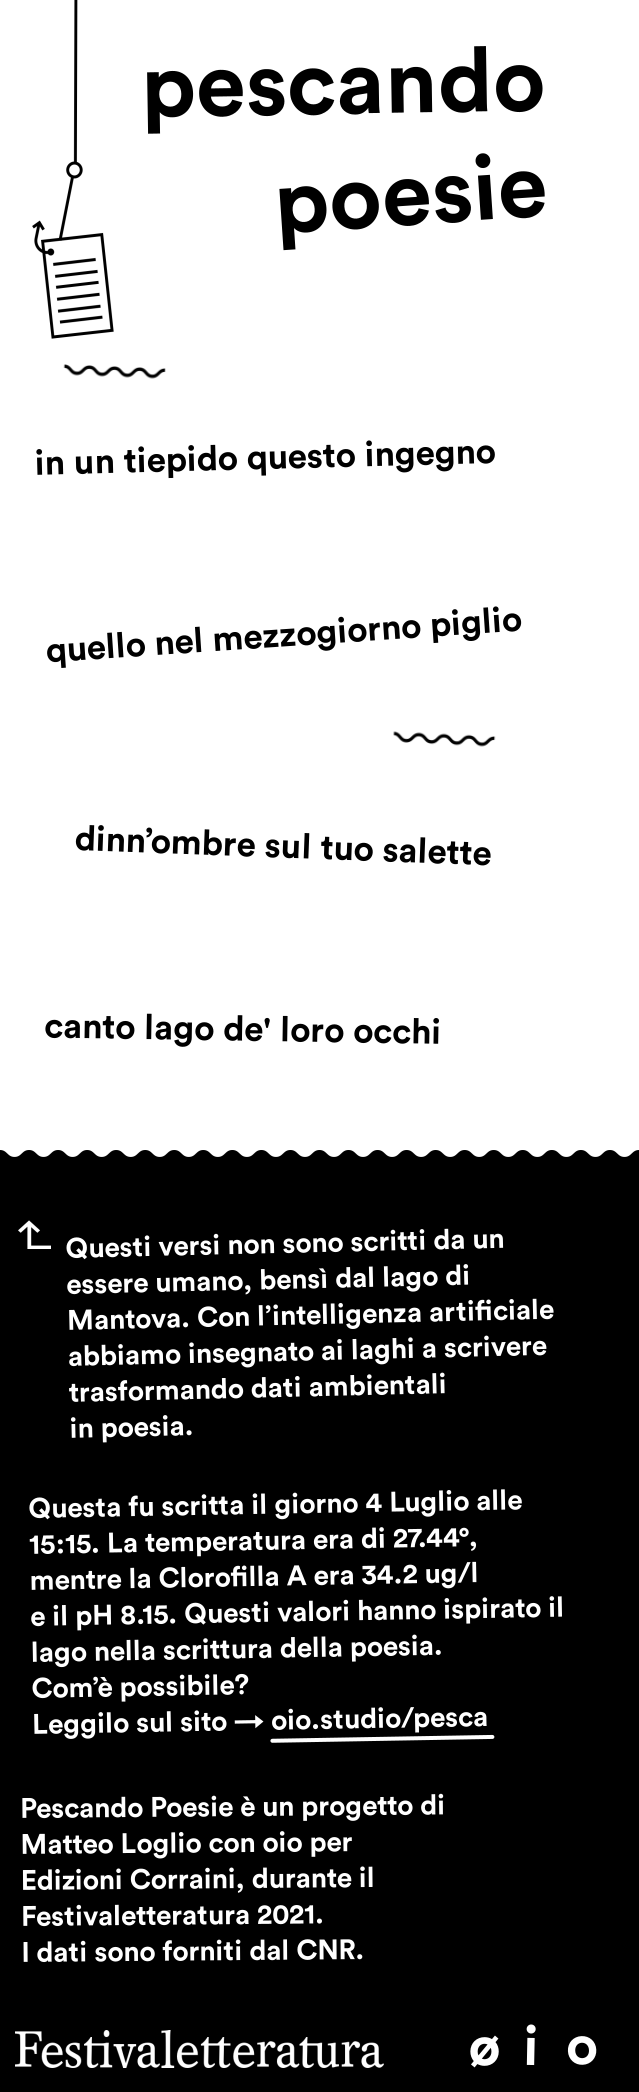 pescando
poesie
in un tiepido questo ingegno
quello nel mezzogiorno piglio
dinn’ombre sul tuo salette
canto lago de' loro occhi
Questi versi non sono scritti da un
essere umano, bensì dal lago di
Mantova. Con l’intelligenza artificiale
abbiamo insegnato ai laghi a scrivere
trasformando dati ambientali
in poesia.
Questa fu scritta il giorno 4 Luglio alle
15:15. La temperatura era di 27.44°,
mentre la Clorofilla A era 34.2 ug/l
e il pH 8.15. Questi valori hanno ispirato il
lago nella scrittura della poesia.
Com’è possibile?
Leggilo sul sito → oio.studio/pesca
Pescando Poesie è un progetto di
Matteo Loglio con oio per
Edizioni Corraini, durante il
Festivaletteratura 2021.
I dati sono forniti dal CNR.
Festivaletteratura ø i o